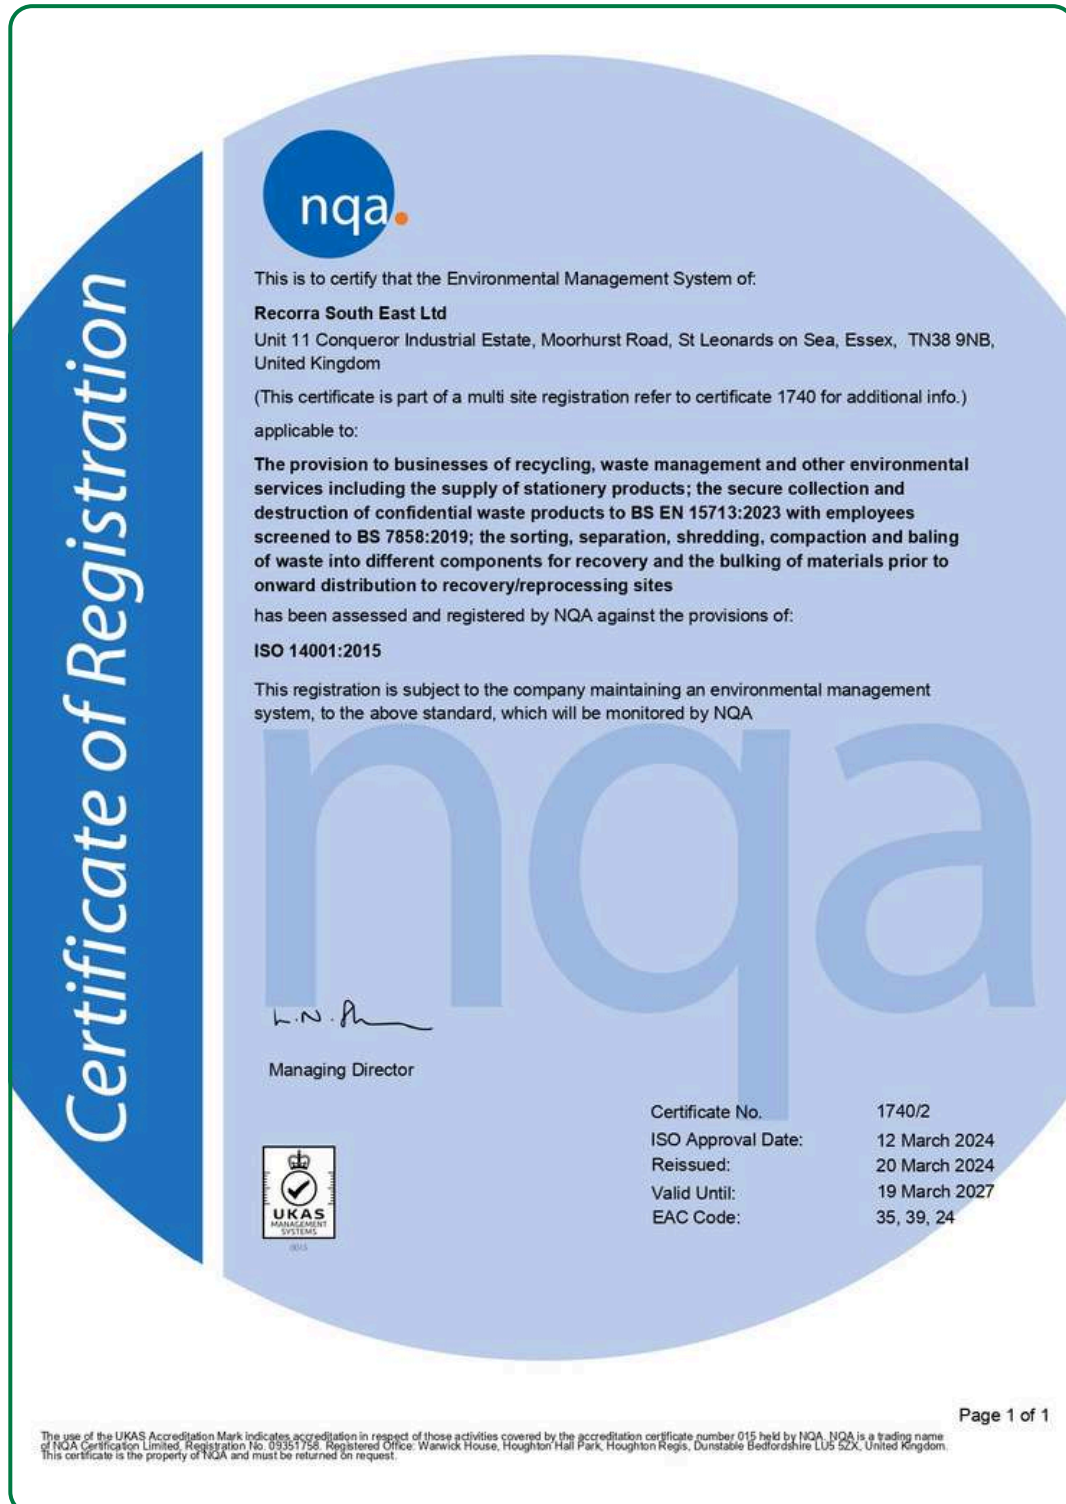 Certificate of Registration
nqa.
This is to certify that the Environmental Management System of:
Recorra South East Ltd
Unit 11 Conqueror Industrial Estate, Moorhurst Road, St Leonards on Sea, Essex, TN38 9NB,
United Kingdom
(This certificate is part of a multi site registration refer to certificate 1740 for additional info.)
applicable to:
The provision to businesses of recycling, waste management and other environmental
services including the supply of stationery products; the secure collection and
destruction of confidential waste products to BS EN 15713:2023 with employees
screened to BS 7858:2019; the sorting, separation, shredding, compaction and baling
of waste into different components for recovery and the bulking of materials prior to
onward distribution to recovery/reprocessing sites
has been assessed and registered by NQA against the provisions of:
ISO 14001:2015
This registration is subject to the company maintaining an environmental management
system, to the above standard, which will be monitored by NQA
nqa
L.N.
Managing Director
Certificate No. 1740/2
ISO Approval Date: 12 March 2024
Reissued: 20 March 2024
Valid Until: 19 March 2027
EAC Code: 35, 39, 24
UKAS
MANAGEMENT
SYSTEMS
0015
Page 1 of 1
The use of the UKAS Accreditation Mark indicates accreditation in respect of those activities covered by the accreditation certificate number 015 held by NQA. NQA is a trading name
of NQA Certification Limited, Registration No. 09351758. Registered Office: Warwick House, Houghton Hall Park, Houghton Regis, Dunstable Bedfordshire LU5 5ZX, United Kingdom.
This certificate is the property of NQA and must be returned on request.